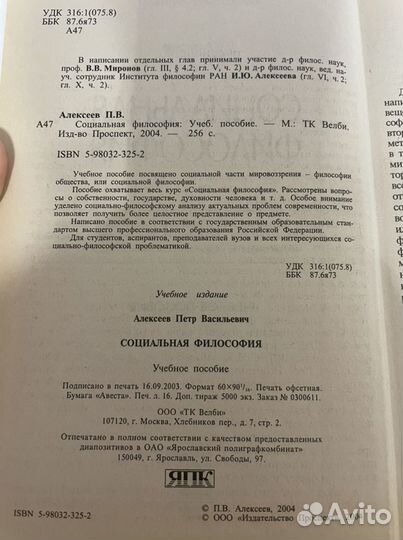 УДК 316:1(075.8)
ББК 87.6я73
А47
В написании отдельных глав принимали участие д-р филос. наук,
проф. В.В. Миронов (гл. III, § 4.2; гл. V, ч. 2) и д-р филос. наук, вед. на-
уч. сотрудник Института философии РАН И.Ю. Алексеева (гл. VI, ч. 2;
гл. X, ч. 2).
Алексеев П.В.
А47 Социальная философия: Учеб. пособие. — М.: ТК Велби,
Изд-во Проспект, 2004. — 256 с.
ISBN 5-98032-325-2
Учебное пособие посвящено социальной части мировоззрения – философии
общества, или социальной философии.
Пособие охватывает весь курс «Социальная философия». Рассмотрены вопро-
сы о собственности, государстве, духовности человека и т. д. Особое внимание
уделено социально-философскому анализу актуальных проблем современности, что
позволяет получить более целостное представление о предмете.
Написано пособие в соответствии с государственным образовательным стан-
дартом высшего профессионального образования Российской Федерации.
Для студентов, аспирантов, преподавателей вузов и всех интересующихся со-
циально-философской проблематикой.
УДК 316:1(075.8)
ББК 87.6я73
Учебное издание
Алексеев Петр Васильевич
СОЦИАЛЬНАЯ ФИЛОСОФИЯ
Учебное пособие
Подписано в печать 16.09.2003. Формат 60×90 1/16. Печать офсетная.
Бумага «Авеста». Печ. л. 16. Доп. тираж 5000 экз. Заказ № 0300611.
ООО «ТК Велби»
107120, г. Москва, Хлебников пер., д. 7, стр. 2.
Отпечатано в полном соответствии с качеством предоставленных
диапозитивов в ОАО «Ярославский полиграфкомбинат»
150049, г. Ярославль, ул. Свободы, 97.
ЯПК
ISBN 5-98032-325-2
© П.В. Алексеев, 2004
© ООО «Издательство
Avito